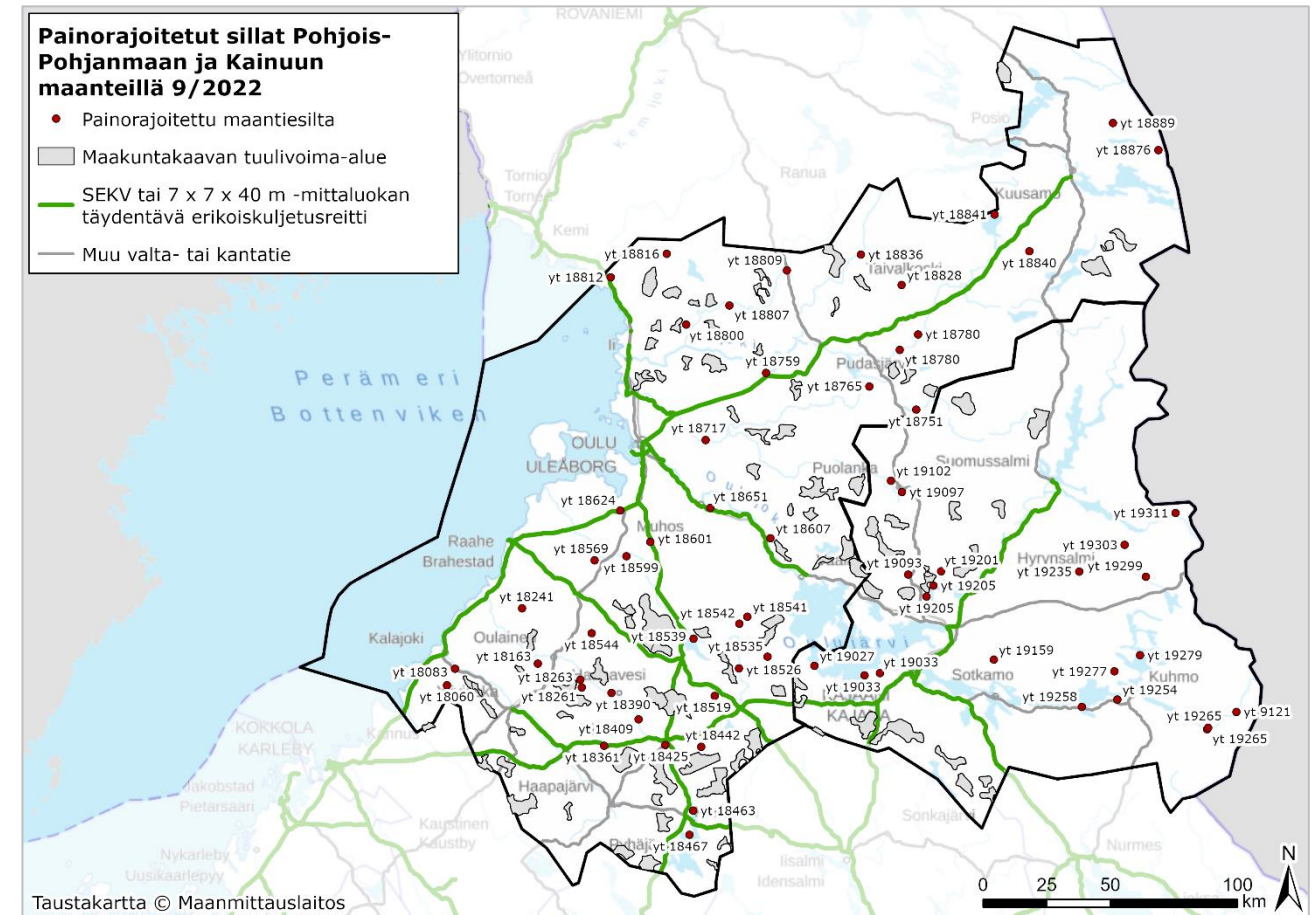 Painorajoitetut sillat Pohjois-
Pohjanmaan ja Kainuun
maanteillä 9/2022
Painorajoitettu maantiesilta
Maakuntakaavan tuulivoima-alue
SEKV tai 7 x 7 x 40 m -mittaluokan
täydentävä erikoiskuljetusreitti
Muu valta- tai kantatie
ROVANIEMI
Ylitornio
Övertorneå
Kemijoki
Posio
Ranua
Tornio
Kemi
yt 18889
yt 18876
Kuusamo
yt 18841
yt 18840
yt 18816
yt 18812
yt 18809
yt 18836
Taivalkoski
yt 18828
yt 18807
yt 18800
Ii
yt 18780
yt 18780
yt 18759
yt 18765
yt 18751
Perämeri
Bottenviken
OULU
ULEÅBORG
yt 18717
Puolanka
Suomussalmi
yt 19102
yt 19097
yt 18624
yt 18651
Muhos
yt 18601
yt 18607
yt 19311
Raahe
Brahestad
yt 18569
yt 18599
yt 19303
Hyrynsalmi
yt 19235
yt 19299
yt 19093
yt 19201
yt 19205
yt 19205
yt 18241
yt 18542
yt 18541
Kalajoki
Oulainen
yt 18544
yt 18539
yt 18535
Oulujärvi
yt 18163
yt 18526
yt 19027
yt 19033
yt 19033
yt 19159
yt 19279
yt 19277
Kuhmo
Sotkamo
yt 18083
yt 18060
yt 18263
yt 18261
yt 18390
yt 18519
KAJAANI
KAJANA
yt 19258
yt 19254
yt 19265
yt 19265
yt 9121
yt 18409
yt 18442
yt 18361
yt 18425
KOKKOLA
KARLEBY
Kannus
Haapajärvi
Jakobstad
Pietarsaari
Kaustinen
Kaustby
yt 18463
yt 18467
Sonkajärvi
Nurmes
Nykarleby
Uusikaarlepyy
Iisalmi
Idensalmi
N
0 25 50 100
km
Taustakartta © Maanmittauslaitos